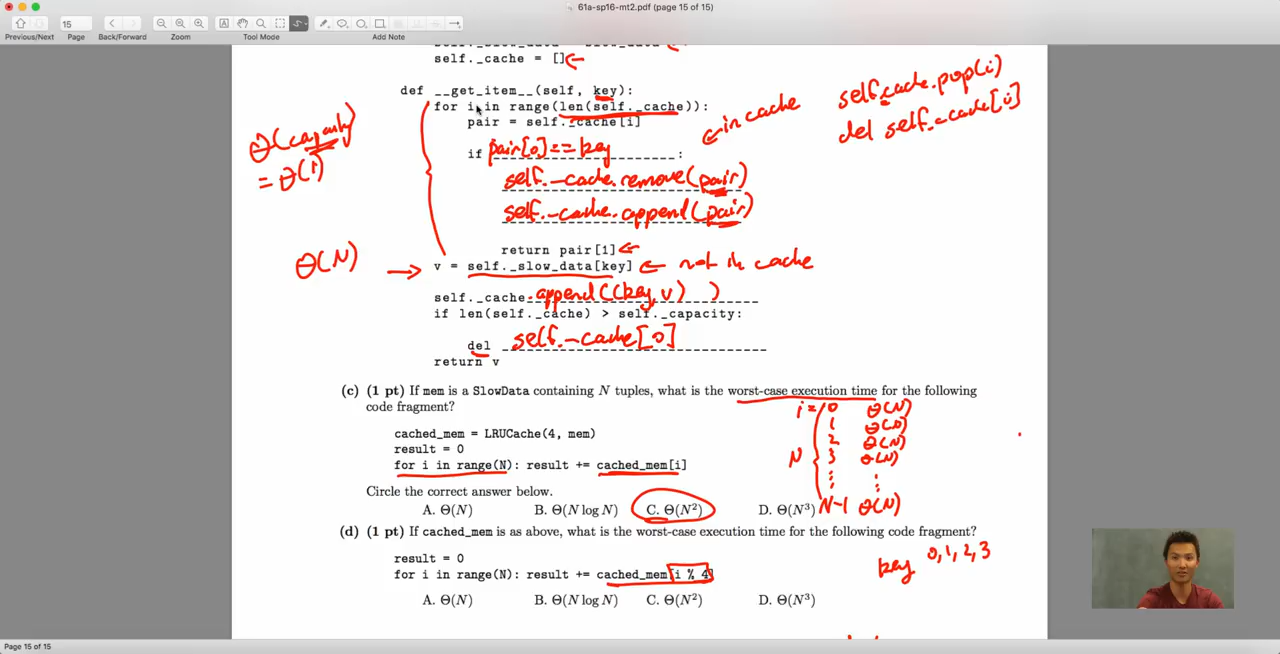 61a-sp16-mt2.pdf (page 15 of 15)
15
Previous/Next Page Back/Forward Zoom Tool Mode Add Note
self._cache = []
def __get_item__(self, key):
for i in range(len(self._cache)):
pair = self._cache[i]
if pair[0]==key :
self._cache.remove(pair)
self._cache.append(pair)
return pair[1]
v = self._slow_data[key]
self._cache.append((key,v) )
if len(self._cache) > self._capacity:
del self._cache[0]
return v
in cache
not in cache
self.cache.pop(i)
del self._cache[i]
Θ(capacity)
= Θ(1)
Θ(N)
(c) (1 pt) If mem is a SlowData containing N tuples, what is the worst-case execution time for the following
code fragment?
cached_mem = LRUCache(4, mem)
result = 0
for i in range(N): result += cached_mem[i]
i= 0 Θ(N)
1 Θ(N)
2 Θ(N)
N 3 Θ(N)
⋮ ⋮
N-1 Θ(N)
Circle the correct answer below.
A. Θ(N) B. Θ(N log N) C. Θ(N²) D. Θ(N³)
(d) (1 pt) If cached_mem is as above, what is the worst-case execution time for the following code fragment?
result = 0
for i in range(N): result += cached_mem[i % 4]
key 0,1,2,3
A. Θ(N) B. Θ(N log N) C. Θ(N²) D. Θ(N³)
Page 15 of 15